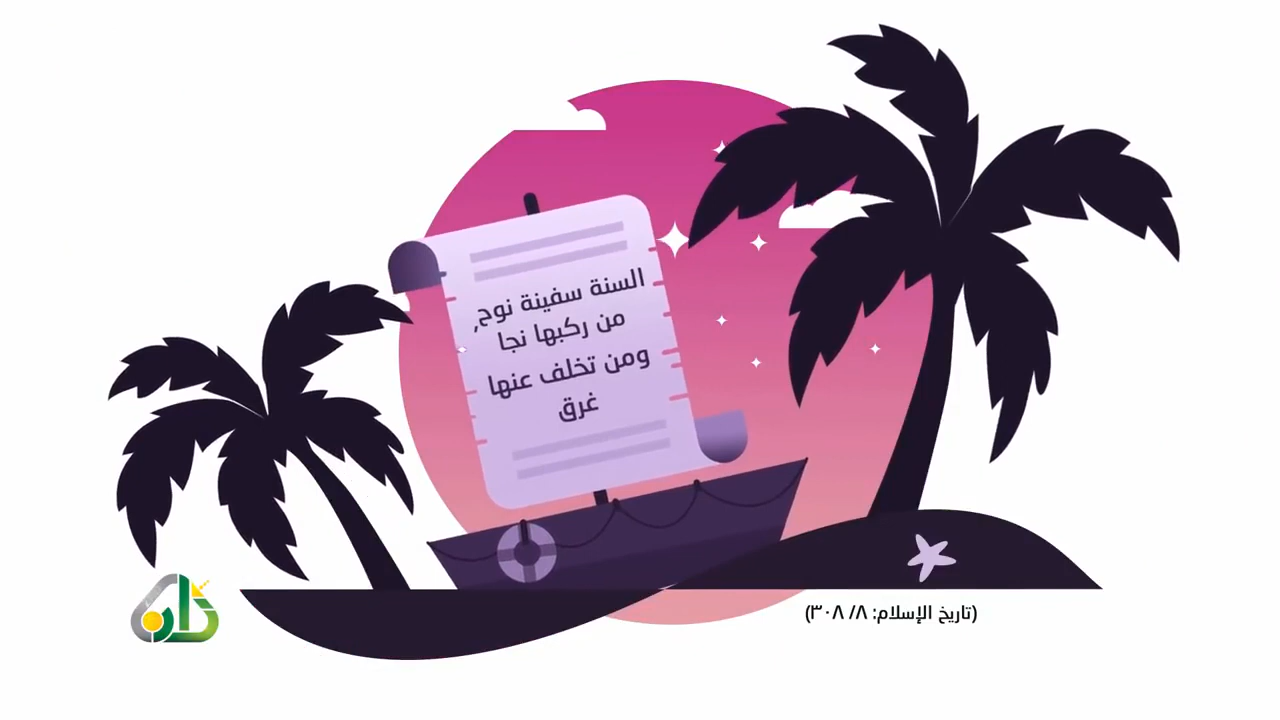 السنة سفينة نوح,
من ركبها نجا
ومن تخلف عنها
غرق
(تاريخ الإسلام: ٨/ ٣٠٨)